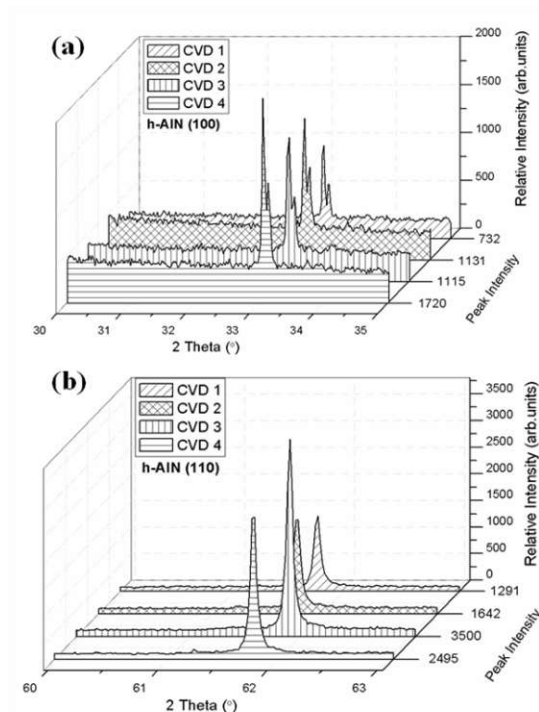 (a)
CVD 1
CVD 2
CVD 3
CVD 4
h-AlN (100)
2000
1500
1000
500
0
Relative Intensity (arb.units)
732
1131
1115
1720
Peak Intensity
30 31 32 33 34 35
2 Theta (°)
(b)
CVD 1
CVD 2
CVD 3
CVD 4
h-AlN (110)
3500
3000
2500
2000
1500
1000
500
0
Relative Intensity (arb.units)
1291
1642
3500
2495
Peak Intensity
60 61 62 63
2 Theta (°)